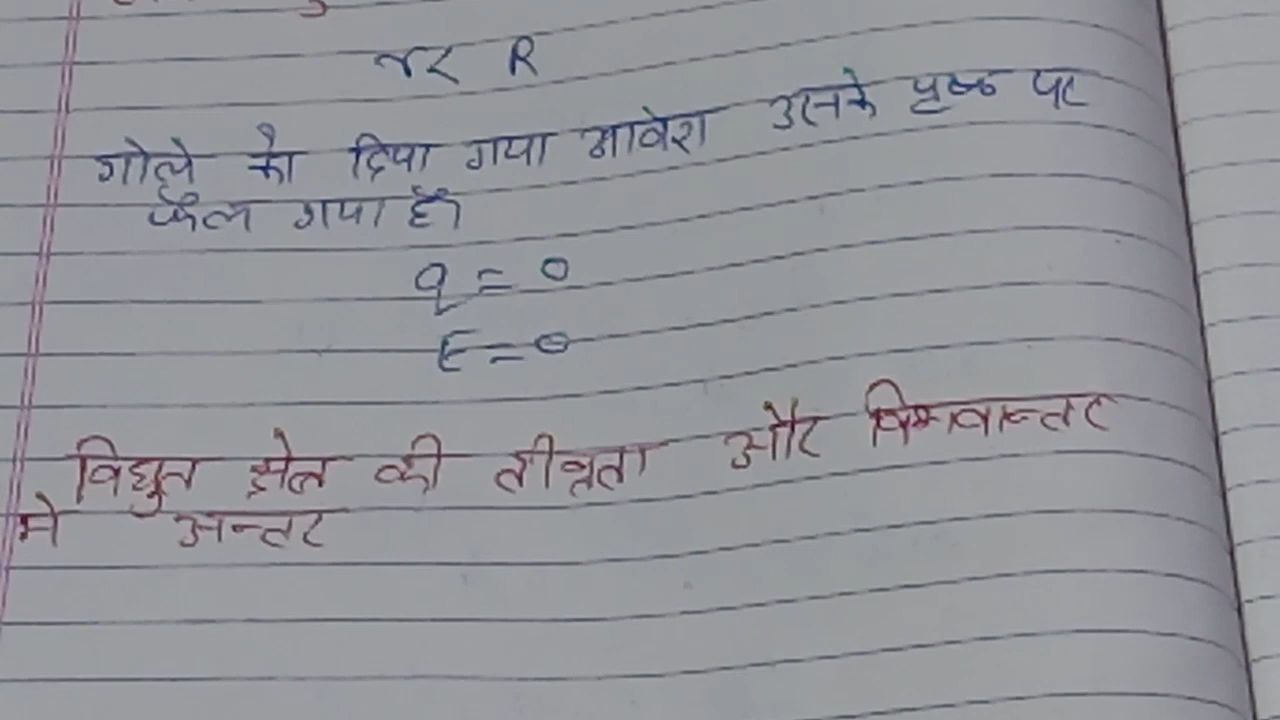 r<R
गोले को दिया गया आवेश उसके पृष्ठ पर
फैल गया है।
q = 0
E = 0
विधुत क्षेत्र की तीव्रता और विभवान्तर
मे अन्तर